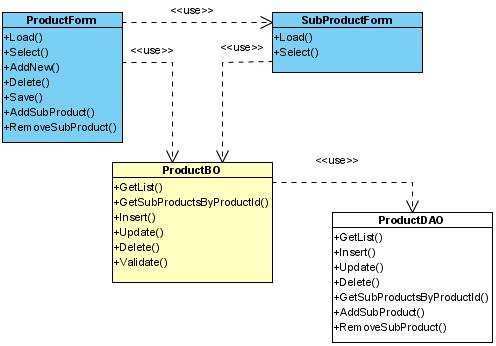 ProductForm
+Load()
+Select()
+AddNew()
+Delete()
+Save()
+AddSubProduct()
+RemoveSubProduct()
<<use>>
SubProductForm
+Load()
+Select()
<<use>>
<<use>>
ProductBO
+GetList()
+GetSubProductsByProductId()
+Insert()
+Update()
+Delete()
+Validate()
<<use>>
ProductDAO
+GetList()
+Insert()
+Update()
+Delete()
+GetSubProductsByProductId()
+AddSubProduct()
+RemoveSubProduct()